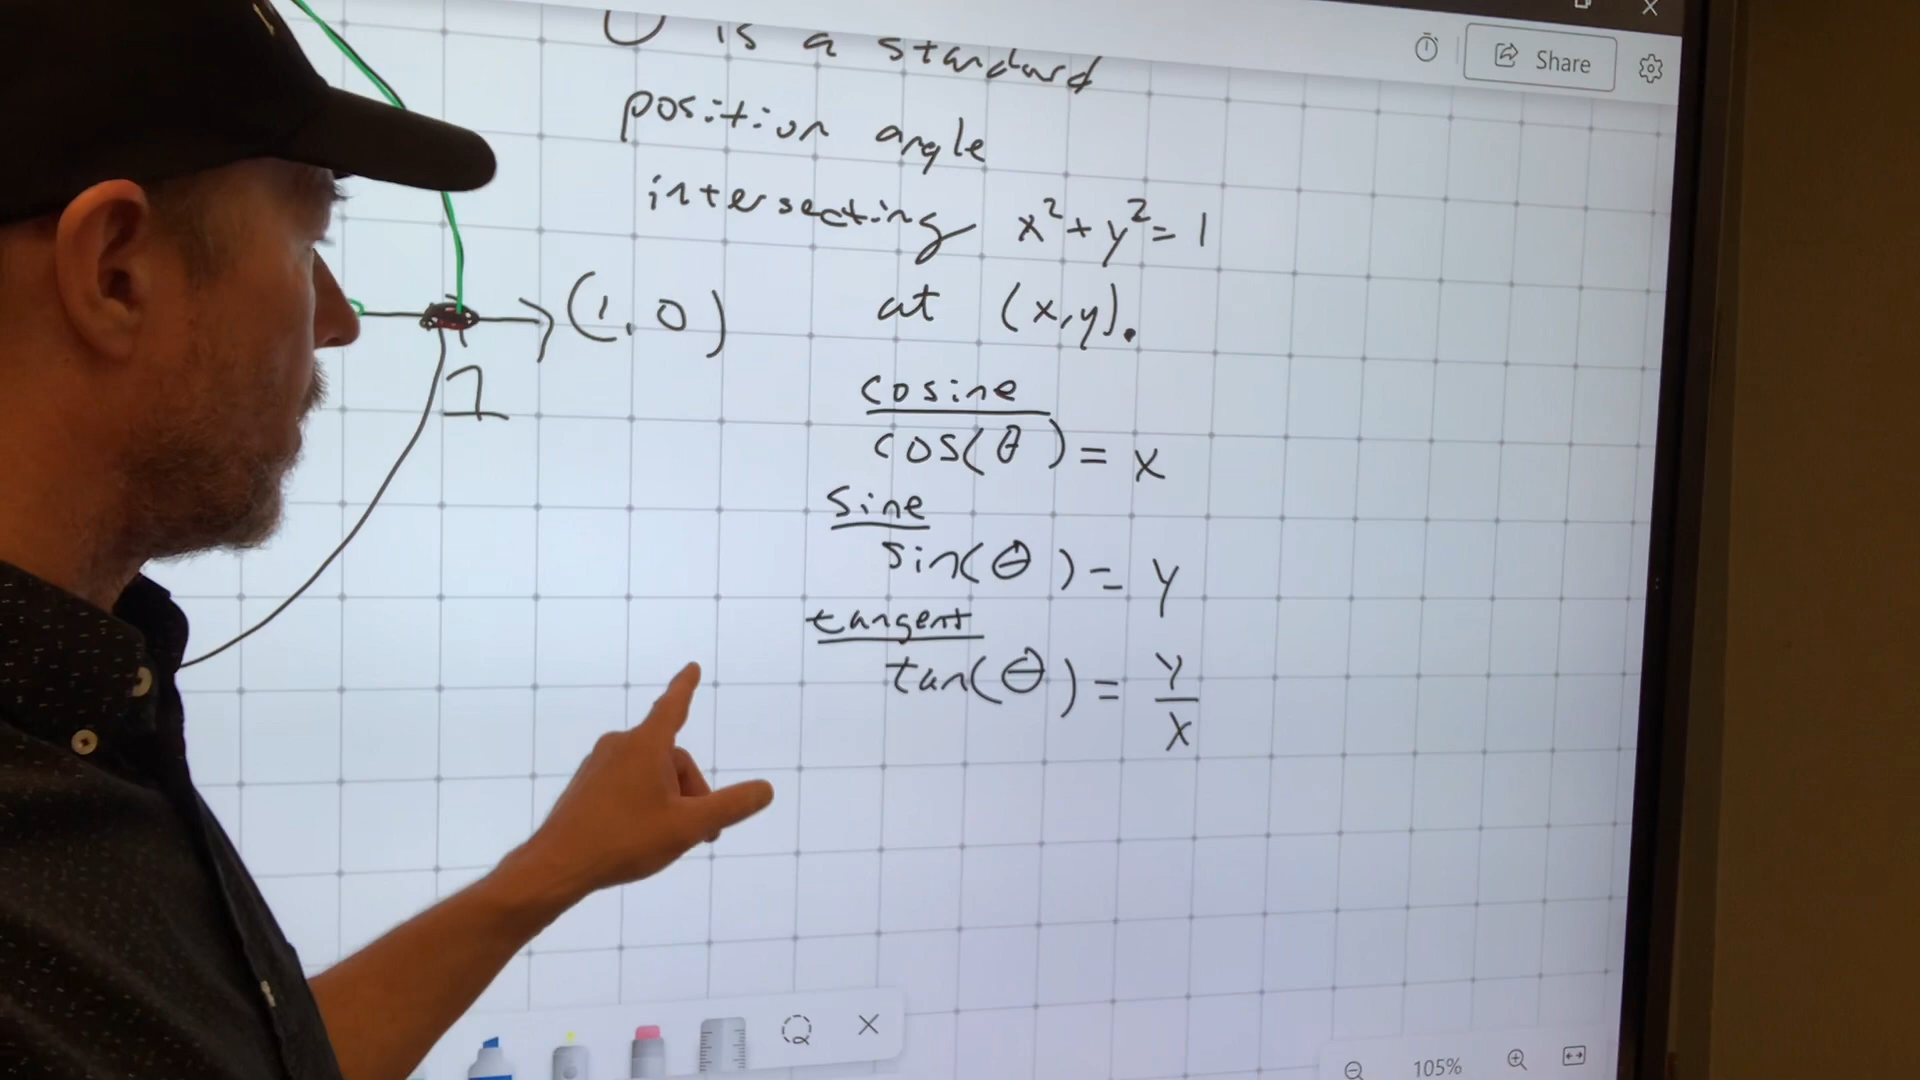 θ is a standard
position angle
intersecting x²+y²=1
at (x,y).
(1,0)
1
cosine
cos(θ)=x
sine
sin(θ)=y
tangent
tan(θ)=y/x
Share
105%